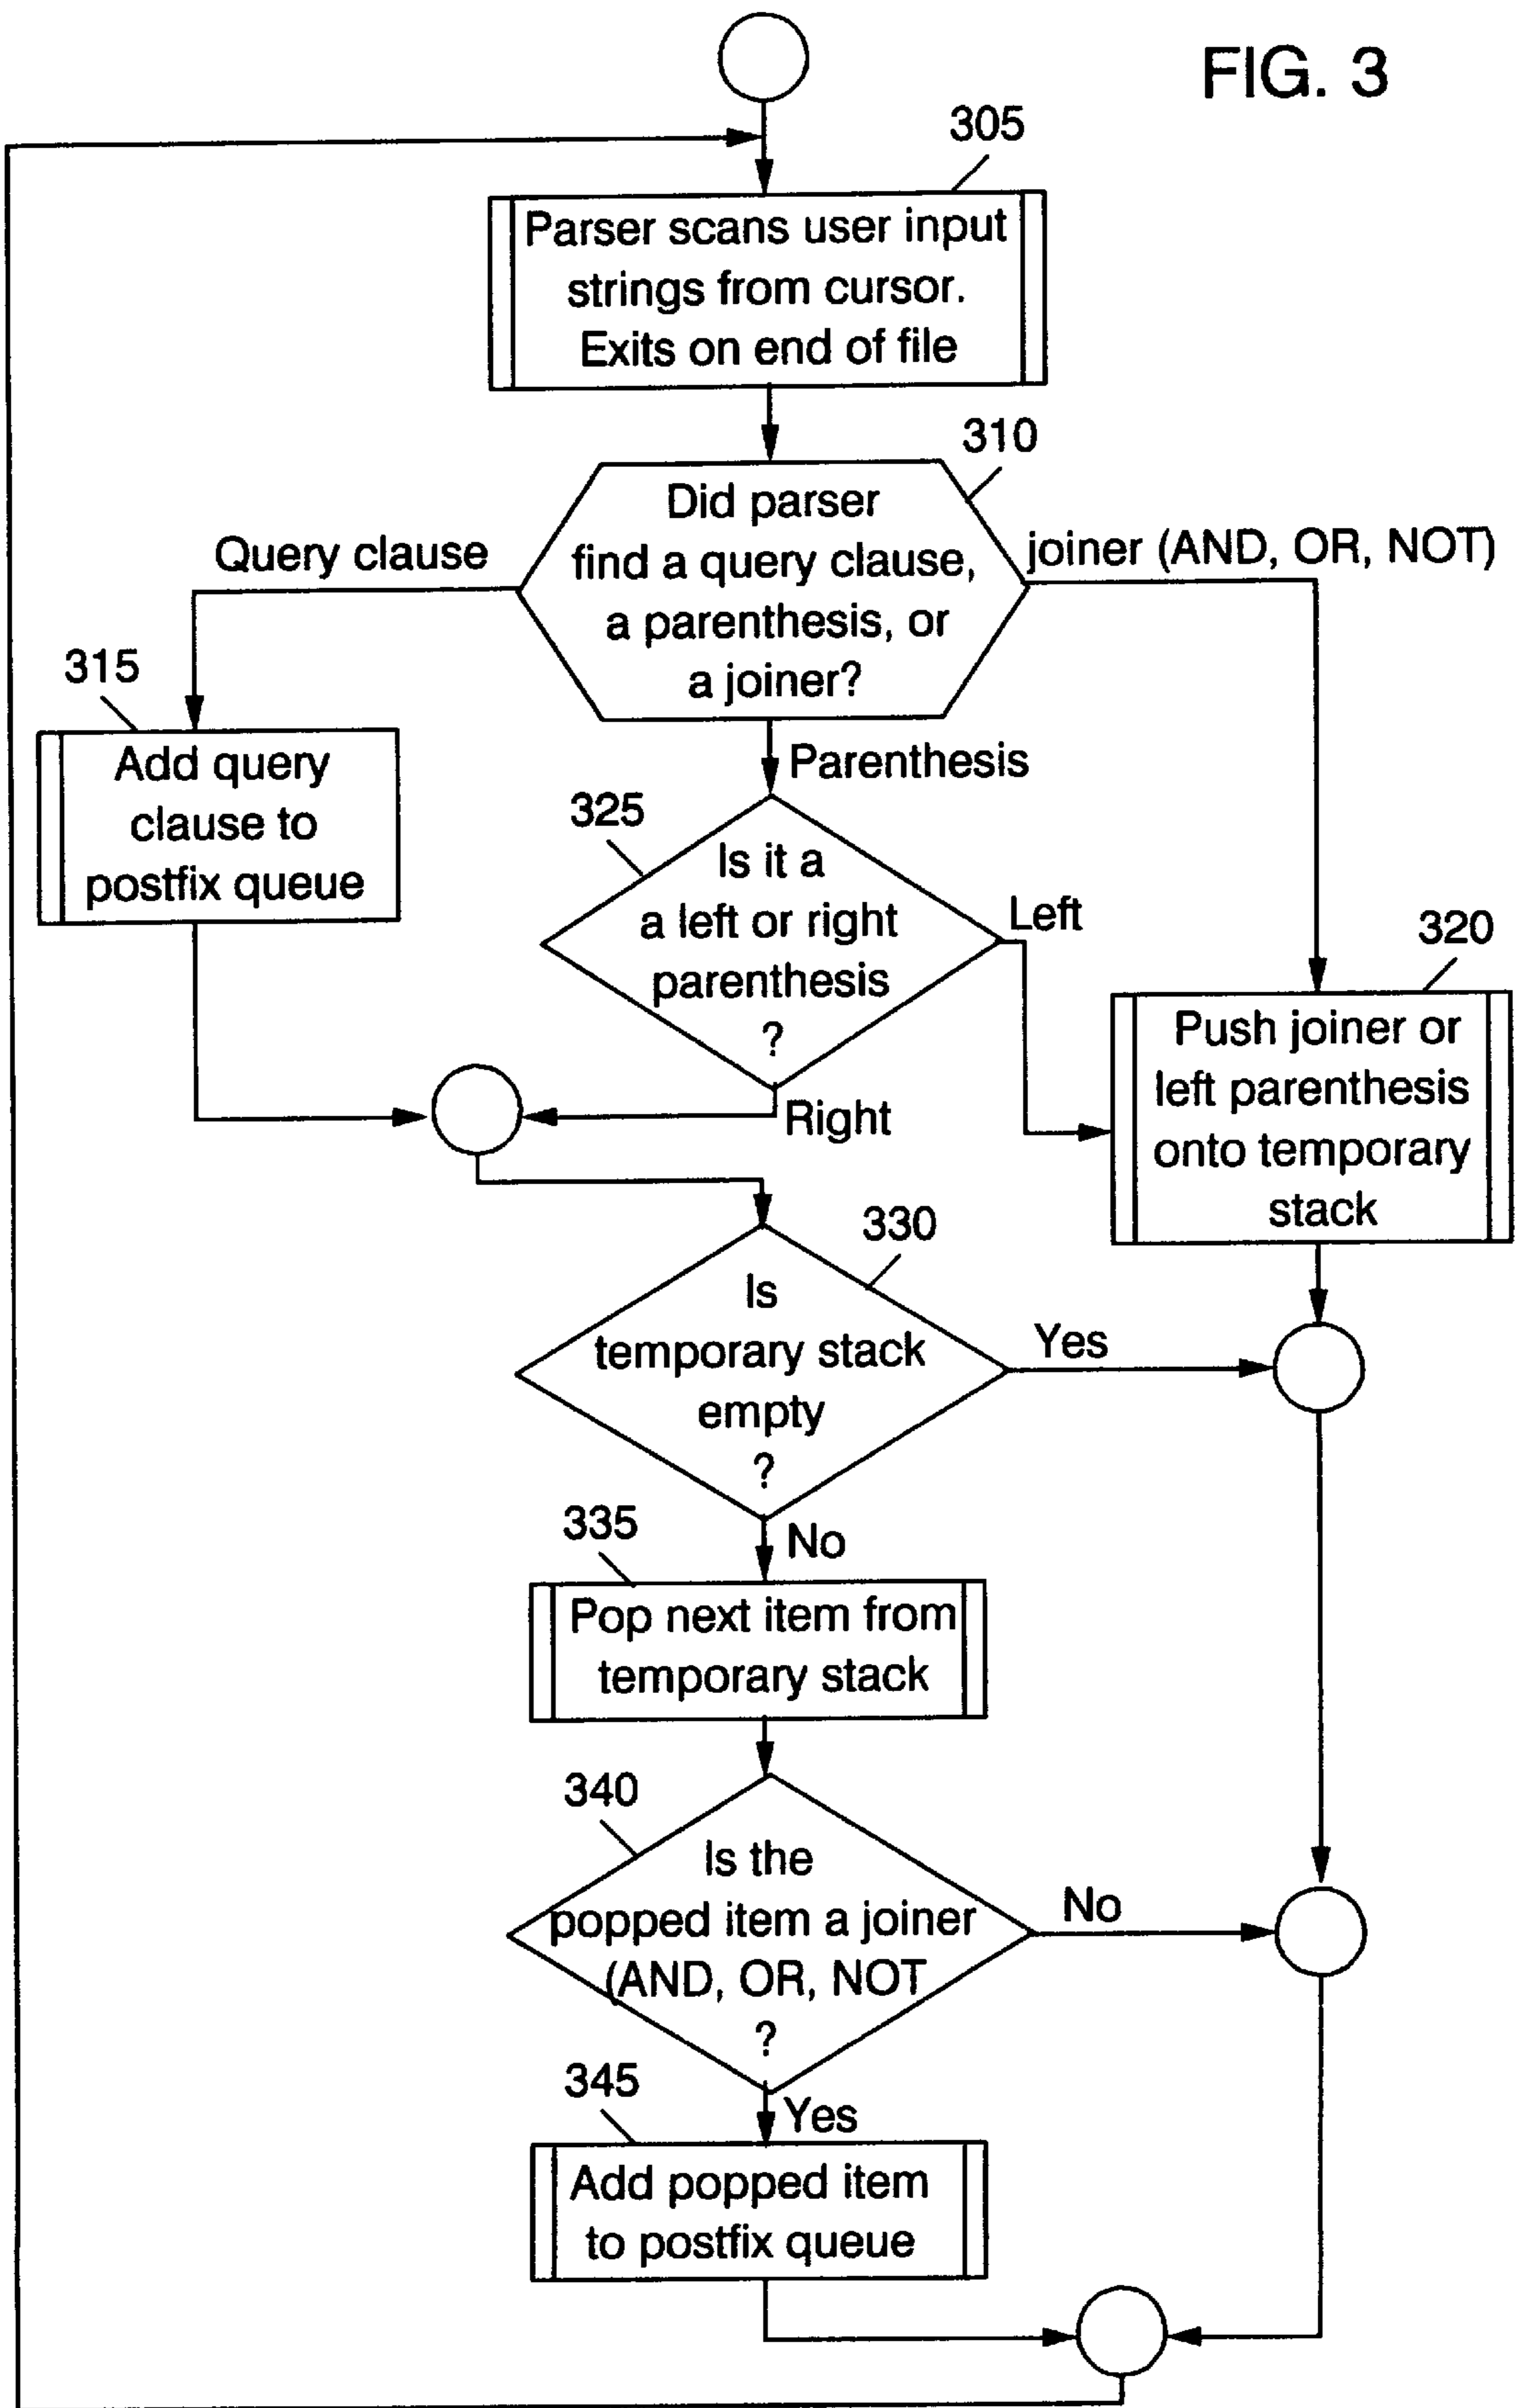 FIG. 3
305
Parser scans user input
strings from cursor.
Exits on end of file
310
Did parser
find a query clause,
a parenthesis, or
a joiner?
Query clause
joiner (AND, OR, NOT)
315
Add query
clause to
postfix queue
Parenthesis
325
Is it a
a left or right
parenthesis
?
Left
Right
320
Push joiner or
left parenthesis
onto temporary
stack
330
Is
temporary stack
empty
?
Yes
No
335
Pop next item from
temporary stack
340
Is the
popped item a joiner
(AND, OR, NOT
?
No
Yes
345
Add popped item
to postfix queue